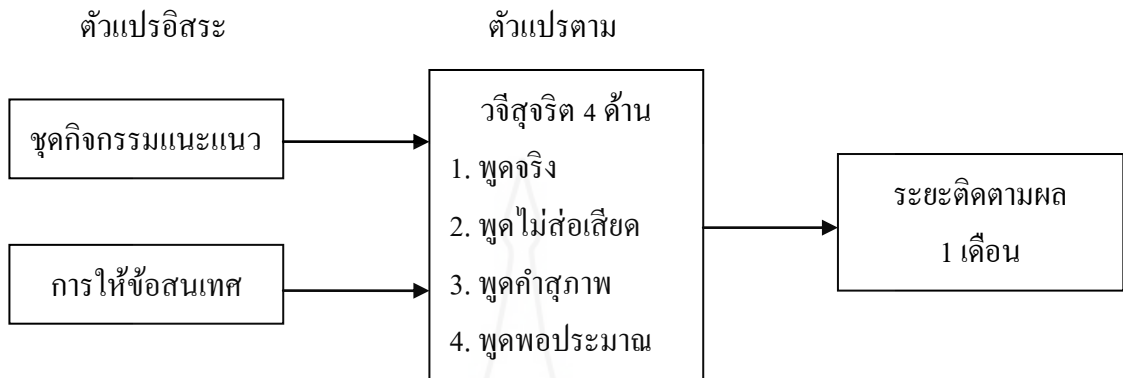 ตัวแปรอิสระ
ตัวแปรตาม
ชุดกิจกรรมแนะแนว
การให้ข้อสนเทศ
วจีสุจริต 4 ด้าน
1. พูดจริง
2. พูดไม่ส่อเสียด
3. พูดคำสุภาพ
4. พูดพอประมาณ
ระยะติดตามผล
1 เดือน